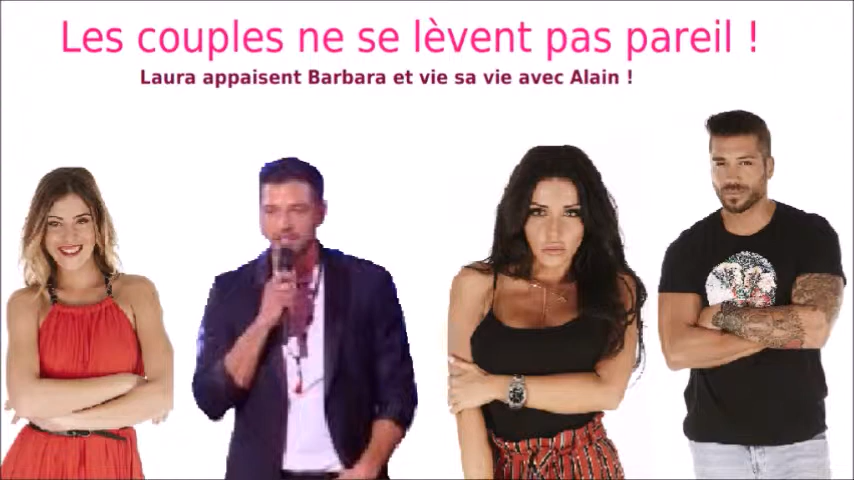 Les couples ne se lèvent pas pareil !
Laura appaisent Barbara et vie sa vie avec Alain !